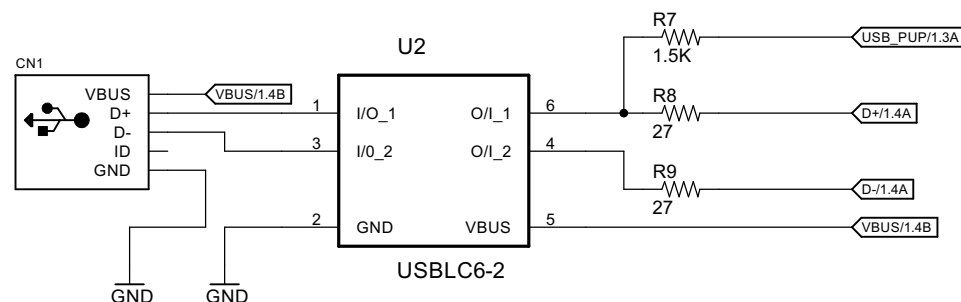 R7
1.5K
USB_PUP/1.3A
U2
CN1
VBUS
VBUS/1.4B
D+
D-
ID
GND
1
I/O_1
O/I_1
6
R8
27
D+/1.4A
3
I/0_2
O/I_2
4
R9
27
D-/1.4A
2
GND
VBUS
5
VBUS/1.4B
USBLC6-2
GND
GND